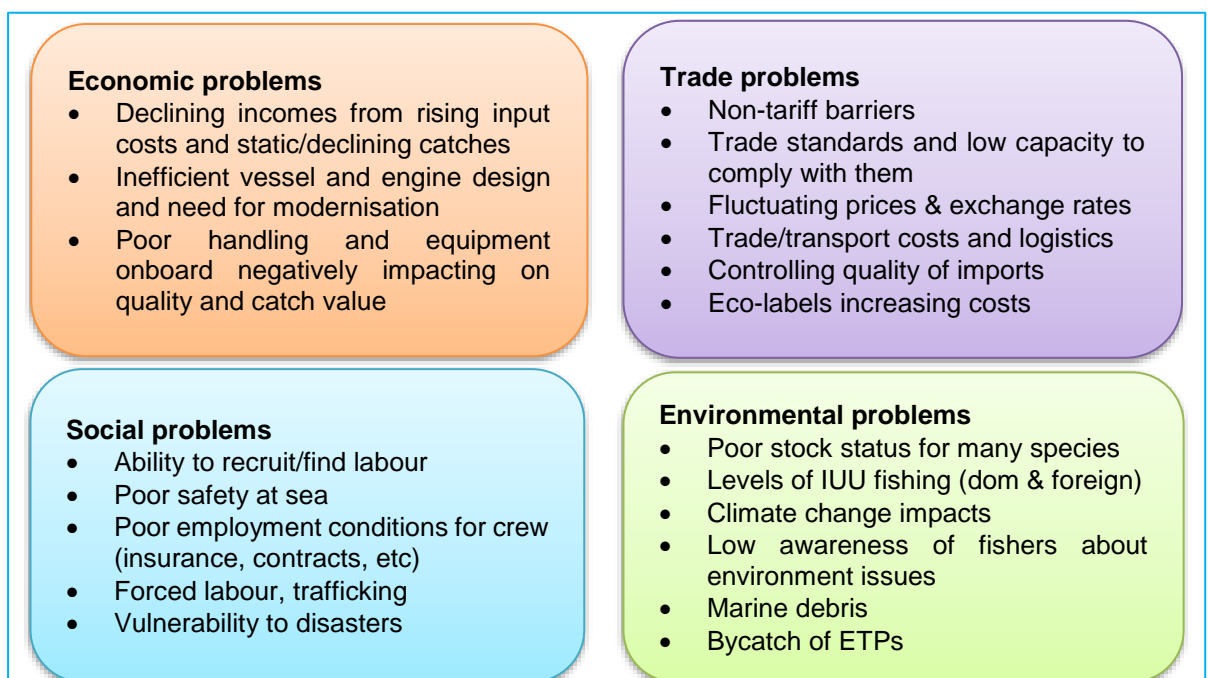 Economic problems
• Declining incomes from rising input
costs and static/declining catches
• Inefficient vessel and engine design
and need for modernisation
• Poor handling and equipment
onboard negatively impacting on
quality and catch value
Trade problems
• Non-tariff barriers
• Trade standards and low capacity to
comply with them
• Fluctuating prices & exchange rates
• Trade/transport costs and logistics
• Controlling quality of imports
• Eco-labels increasing costs
Social problems
• Ability to recruit/find labour
• Poor safety at sea
• Poor employment conditions for crew
(insurance, contracts, etc)
• Forced labour, trafficking
• Vulnerability to disasters
Environmental problems
• Poor stock status for many species
• Levels of IUU fishing (dom & foreign)
• Climate change impacts
• Low awareness of fishers about
environment issues
• Marine debris
• Bycatch of ETPs